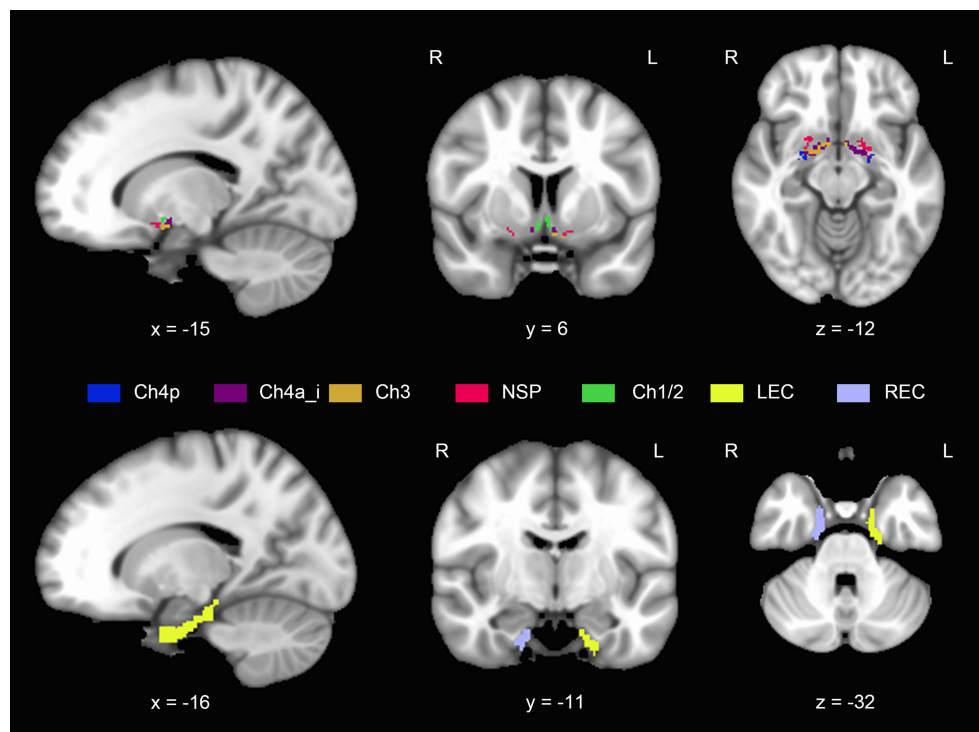 R L R L
x = -15 y = 6 z = -12
Ch4p Ch4a_i Ch3 NSP Ch1/2 LEC REC
R L R L
x = -16 y = -11 z = -32